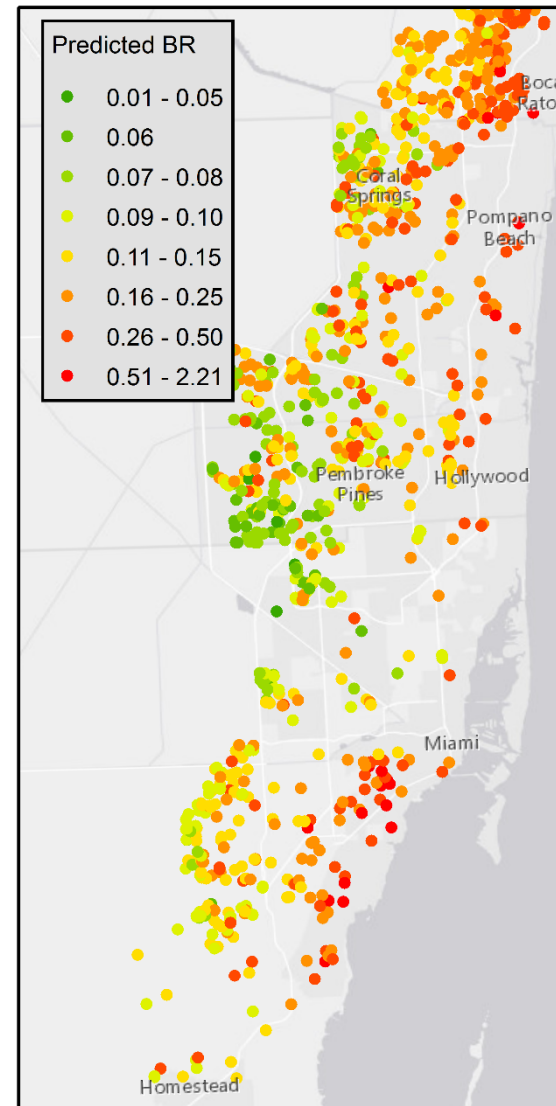 Predicted BR
0.01 - 0.05
0.06
0.07 - 0.08
0.09 - 0.10
0.11 - 0.15
0.16 - 0.25
0.26 - 0.50
0.51 - 2.21
Boca
Rato
Coral
Springs
Pompano
Beach
Pembroke
Pines
Hollywood
Miami
Homestead